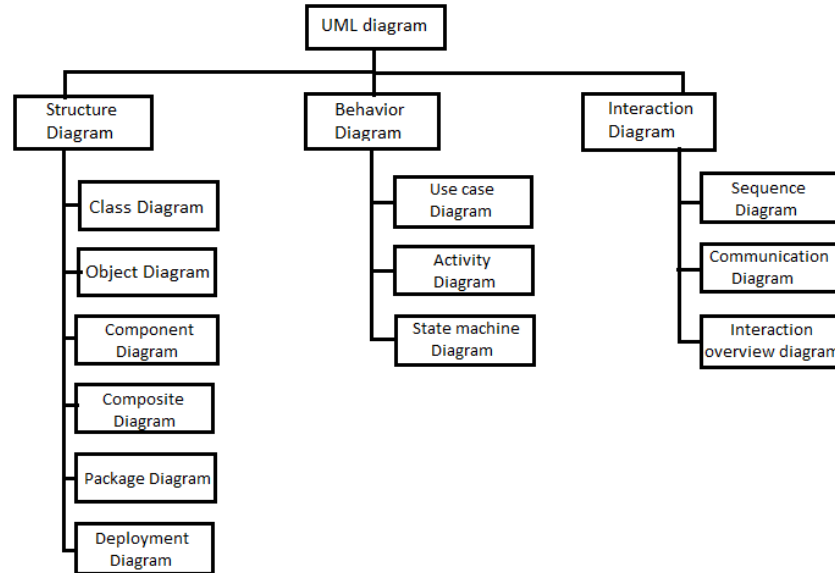 UML diagram
Structure
Diagram
Behavior
Diagram
Interaction
Diagram
Class Diagram
Object Diagram
Component
Diagram
Composite
Diagram
Package Diagram
Deployment
Diagram
Use case
Diagram
Activity
Diagram
State machine
Diagram
Sequence
Diagram
Communication
Diagram
Interaction
overview diagram